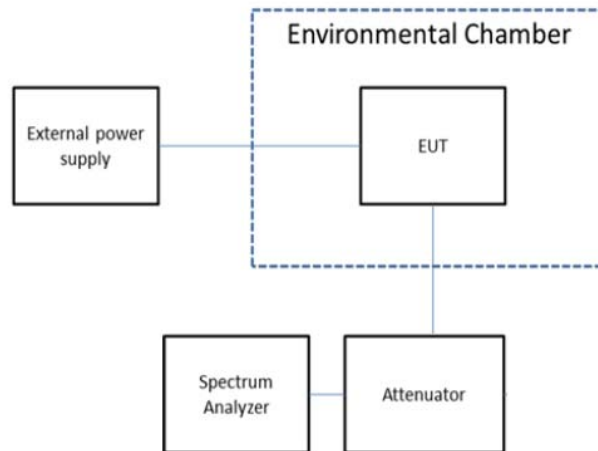 Environmental Chamber
External power
supply
EUT
Spectrum
Analyzer
Attenuator